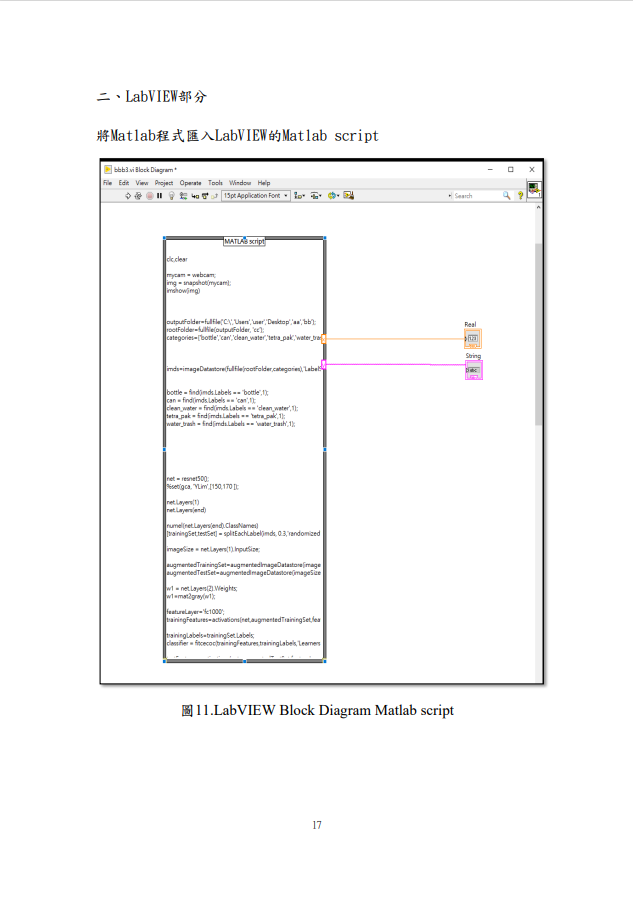 二、LabVIEW部分
將Matlab程式匯入LabVIEW的Matlab script
bbb3.vi Block Diagram *
File Edit View Project Operate Tools Window Help
15pt Application Font
Search
MATLAB script
clc,clear
mycam = webcam;
img = snapshot(mycam);
imshow(img)
outputFolder=fullfile('C:\','Users','user','Desktop','aa','bb');
rootFolder=fullfile(outputFolder, 'cc');
categories={'bottle','can','clean_water','tetra_pak','water_tra
Real
String
imds=imageDatastore(fullfile(rootFolder,categories),'Label
bottle = find(imds.Labels == 'bottle',1);
can = find(imds.Labels == 'can',1);
clean_water = find(imds.Labels == 'clean_water',1);
tetra_pak = find(imds.Labels == 'tetra_pak',1);
water_trash = find(imds.Labels == 'water_trash',1);
net = resnet50();
%set(gca, 'YLim',[150,170 ]);
net.Layers(1)
net.Layers(end)
numel(net.Layers(end).ClassNames)
[trainingSet,testSet] = splitEachLabel(imds, 0.3,'randomized
imageSize = net.Layers(1).InputSize;
augmentedTrainingSet=augmentedImageDatastore(image
augmentedTestSet=augmentedImageDatastore(imageSize
w1 = net.Layers(2).Weights;
w1=mat2gray(w1);
featureLayer='fc1000';
trainingFeatures=activations(net,augmentedTrainingSet,fea
trainingLabels=trainingSet.Labels;
classifier = fitcecoc(trainingFeatures,trainingLabels,'Learners
圖11.LabVIEW Block Diagram Matlab script
17